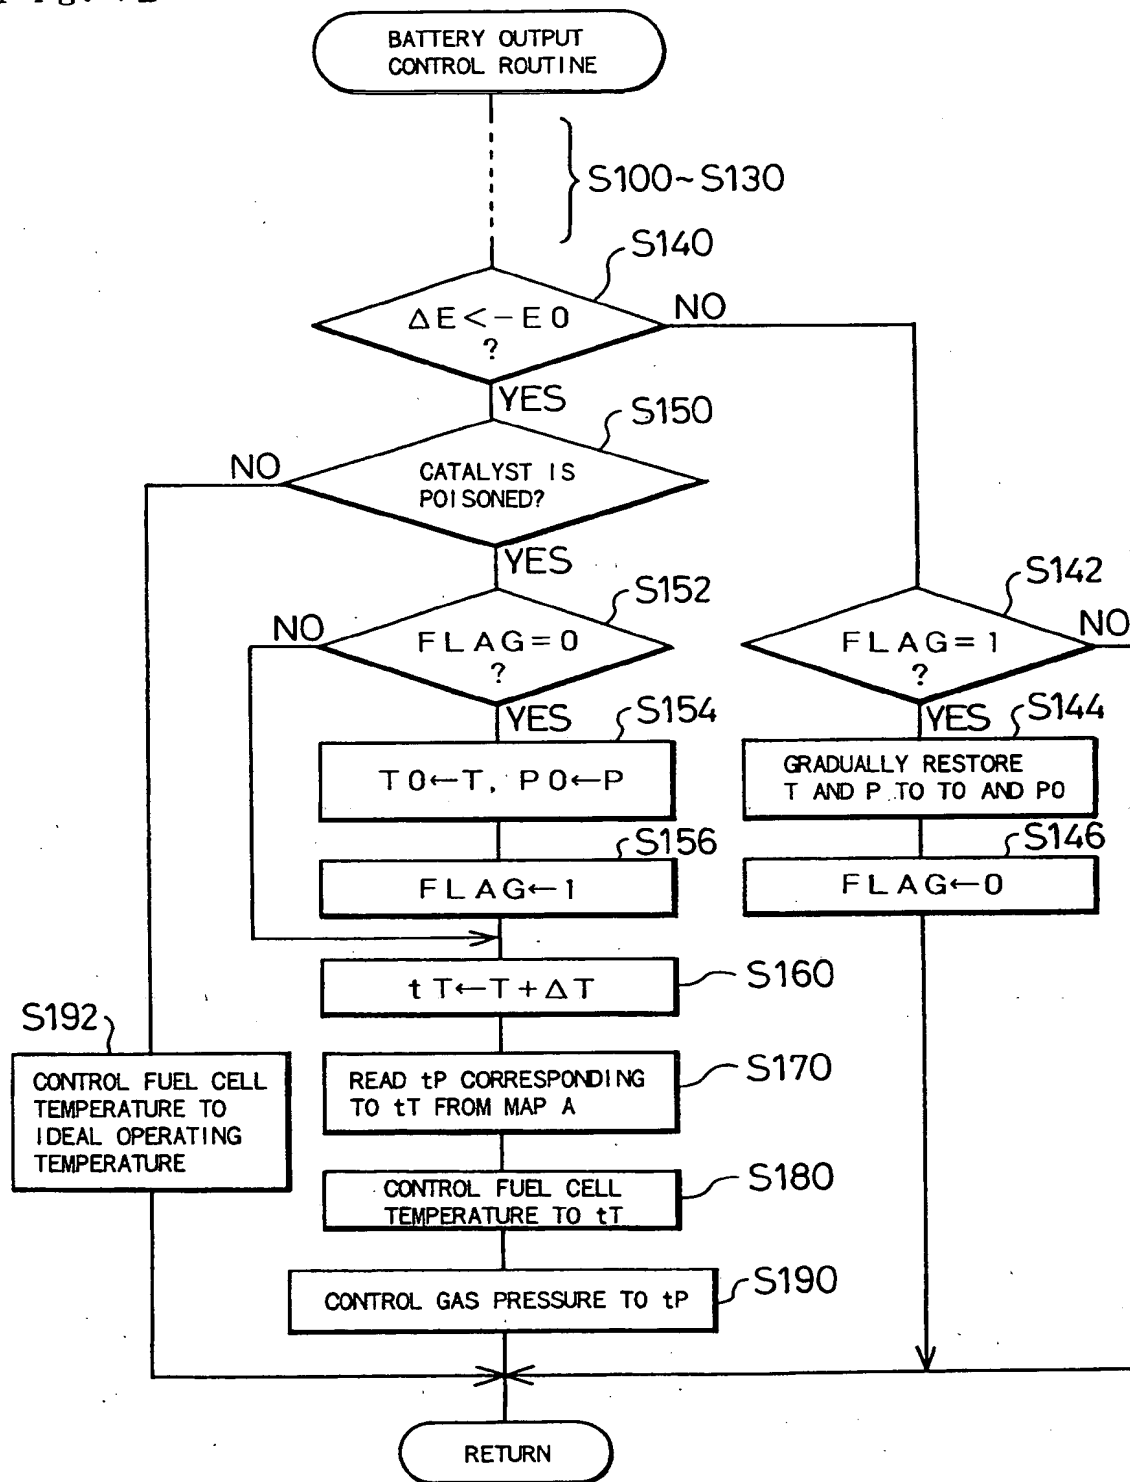 BATTERY OUTPUT
CONTROL ROUTINE
S100~S130
S140
ΔE<-E0
?
NO
YES
S150
NO
CATALYST IS
POISONED?
YES
S152
NO
FLAG=0
?
YES
S142
FLAG=1
?
NO
YES
S154
T0←T, P0←P
S144
GRADUALLY RESTORE
T AND P TO T0 AND P0
S156
FLAG←1
S146
FLAG←0
S160
tT←T+ΔT
S192
CONTROL FUEL CELL
TEMPERATURE TO
IDEAL OPERATING
TEMPERATURE
S170
READ tP CORRESPONDING
TO tT FROM MAP A
S180
CONTROL FUEL CELL
TEMPERATURE TO tT
S190
CONTROL GAS PRESSURE TO tP
RETURN